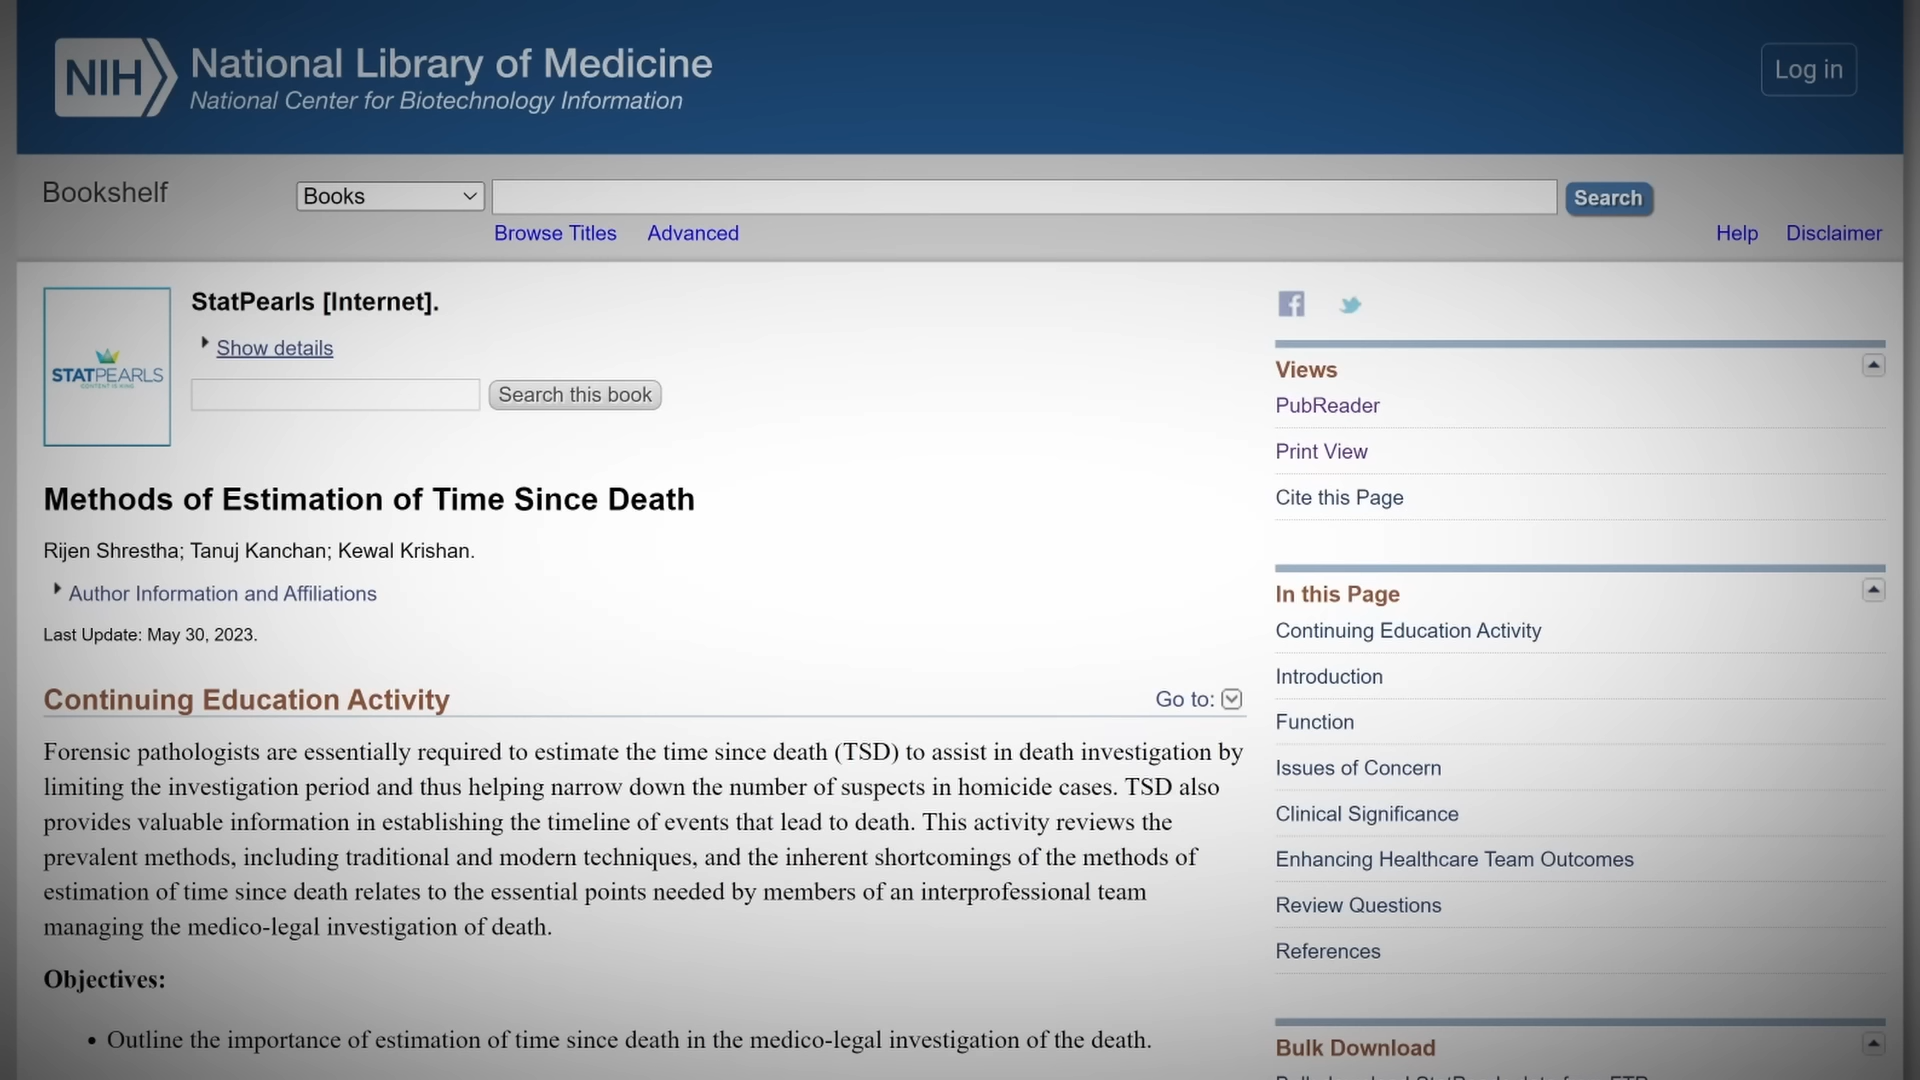 NIH
National Library of Medicine
National Center for Biotechnology Information
Log in
Bookshelf
Books
Search
Browse Titles
Advanced
Help
Disclaimer
STATPEARLS
CONTENT IS KING
StatPearls [Internet].
Show details
Search this book
Methods of Estimation of Time Since Death
Rijen Shrestha; Tanuj Kanchan; Kewal Krishan.
Author Information and Affiliations
Last Update: May 30, 2023.
Continuing Education Activity
Go to:
Forensic pathologists are essentially required to estimate the time since death (TSD) to assist in death investigation by
limiting the investigation period and thus helping narrow down the number of suspects in homicide cases. TSD also
provides valuable information in establishing the timeline of events that lead to death. This activity reviews the
prevalent methods, including traditional and modern techniques, and the inherent shortcomings of the methods of
estimation of time since death relates to the essential points needed by members of an interprofessional team
managing the medico-legal investigation of death.
Objectives:
• Outline the importance of estimation of time since death in the medico-legal investigation of the death.
Views
PubReader
Print View
Cite this Page
In this Page
Continuing Education Activity
Introduction
Function
Issues of Concern
Clinical Significance
Enhancing Healthcare Team Outcomes
Review Questions
References
Bulk Download